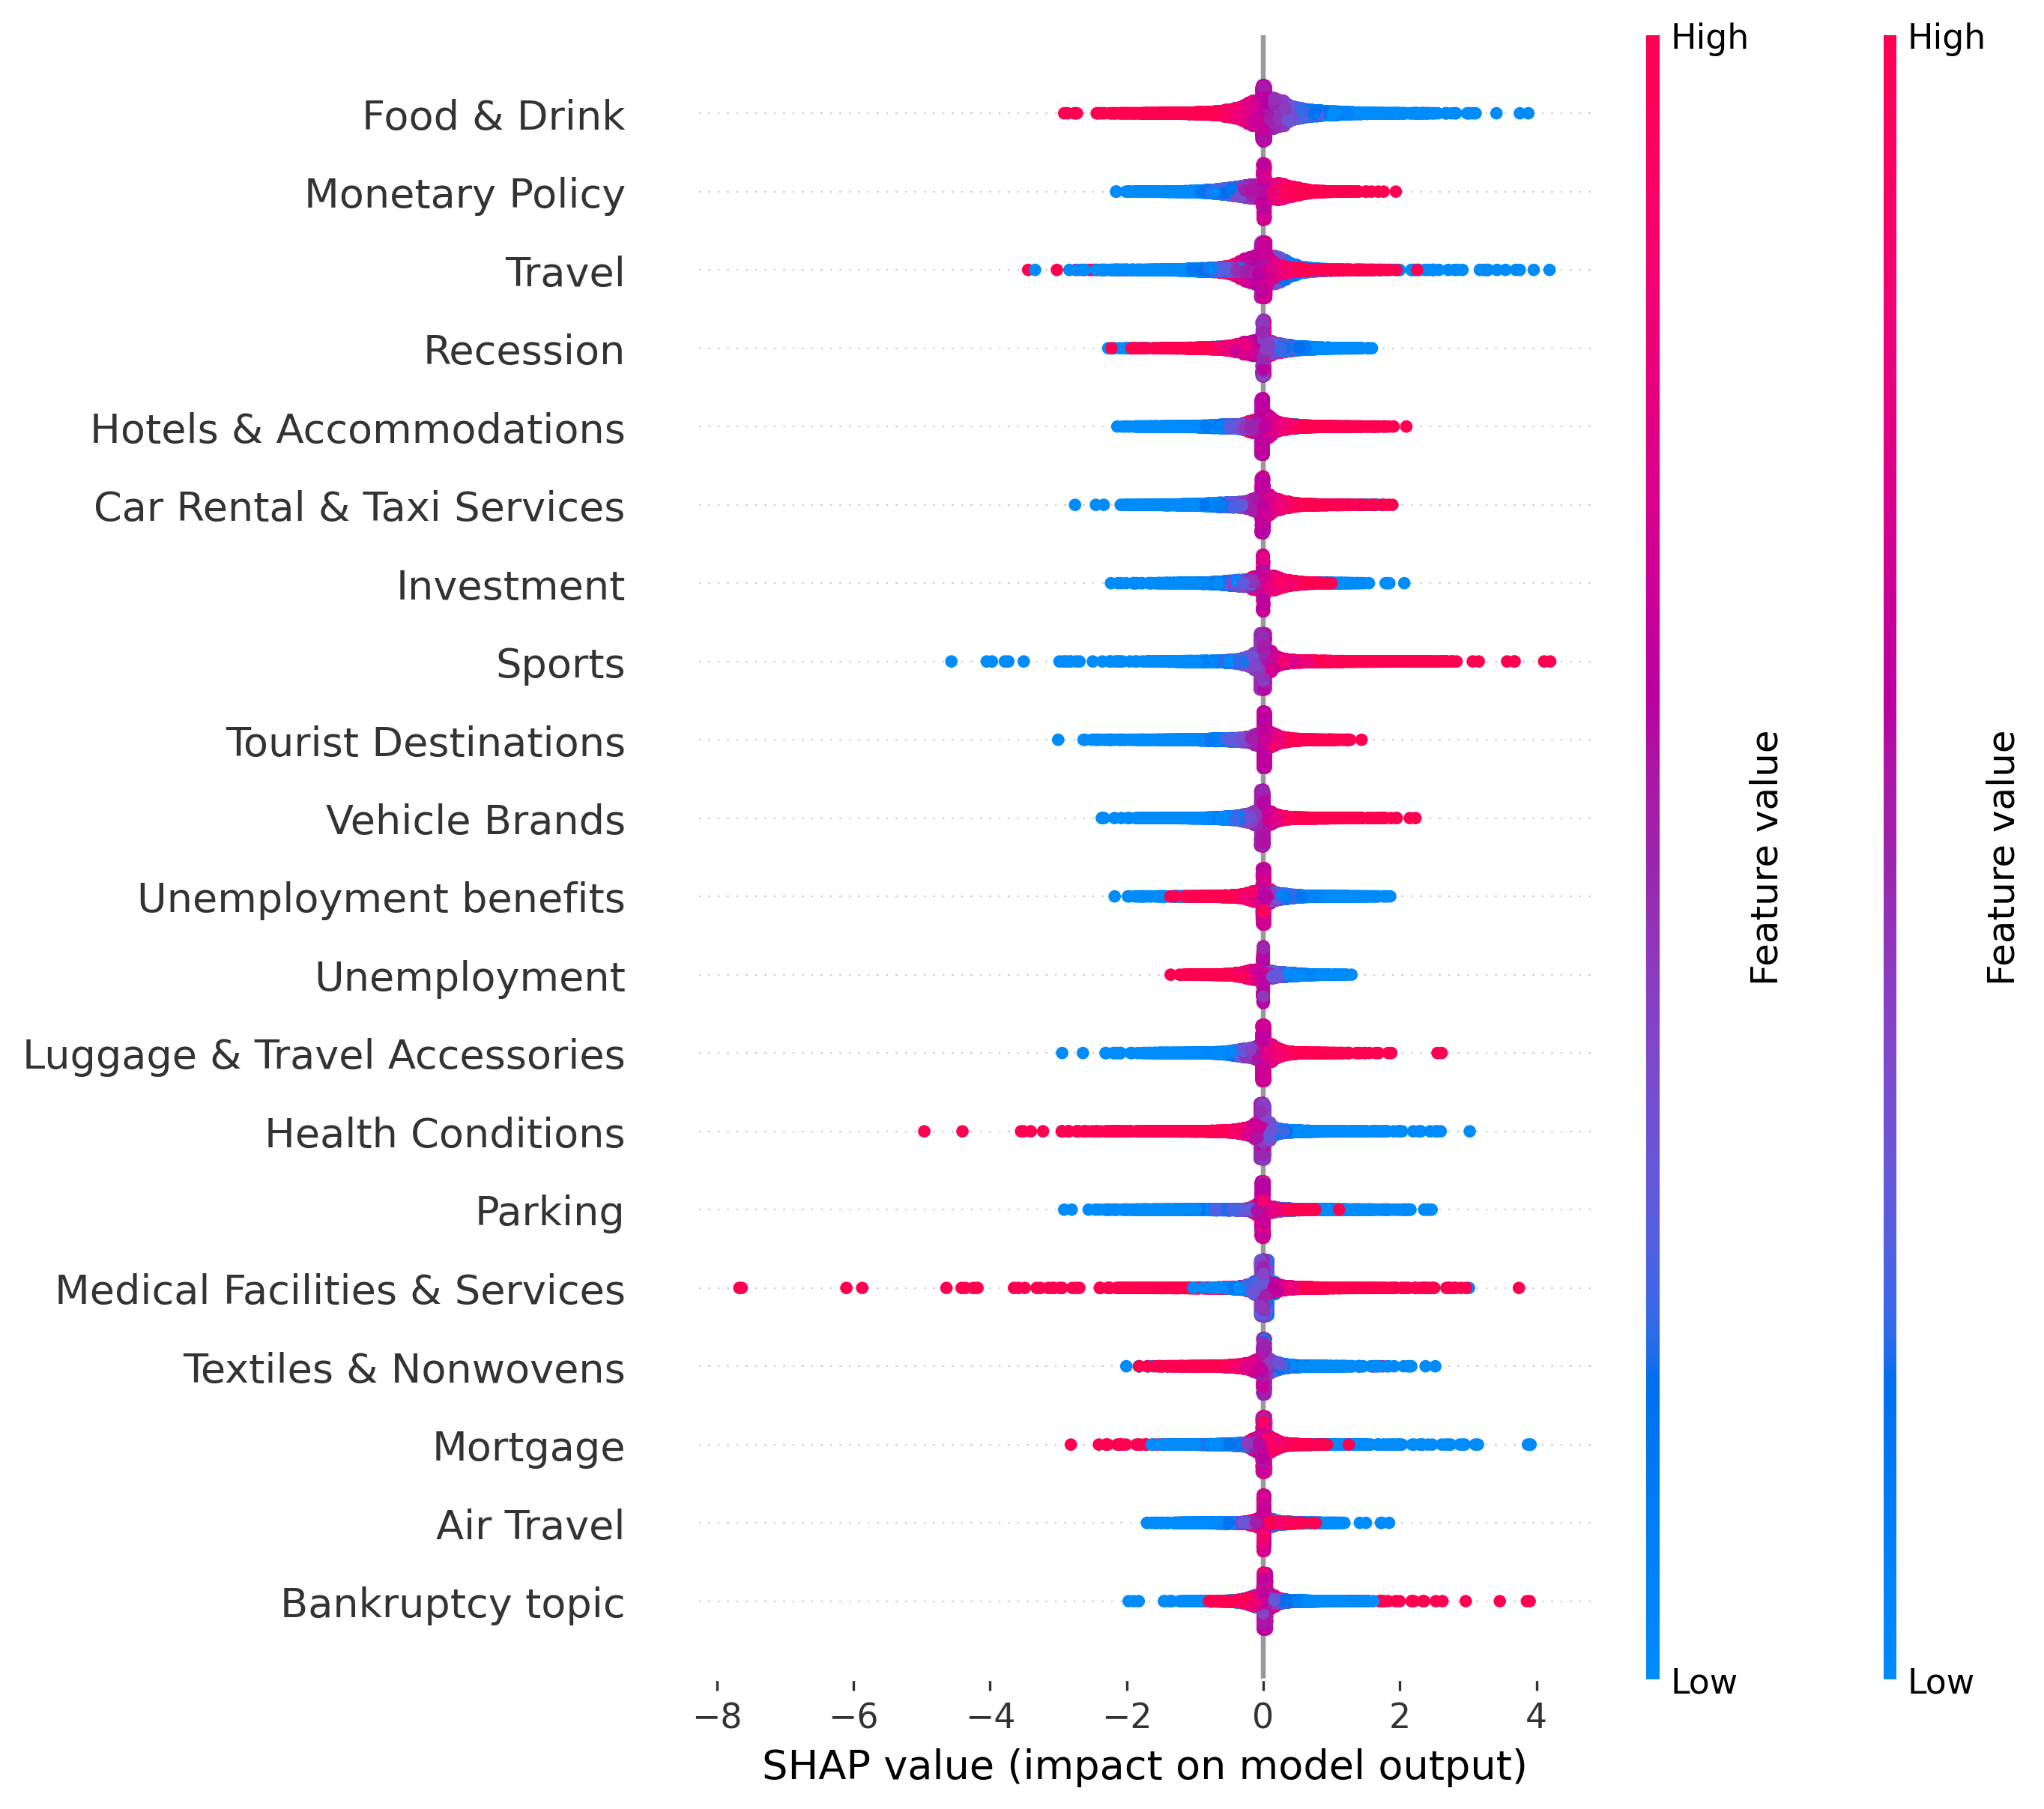 High
High
Food & Drink
Monetary Policy
Travel
Recession
Hotels & Accommodations
Car Rental & Taxi Services
Investment
Sports
Tourist Destinations
Vehicle Brands
Unemployment benefits
Unemployment
Luggage & Travel Accessories
Health Conditions
Parking
Medical Facilities & Services
Textiles & Nonwovens
Mortgage
Air Travel
Bankruptcy topic
Feature value
Feature value
Low
Low
−8 −6 −4 −2 0 2 4
SHAP value (impact on model output)